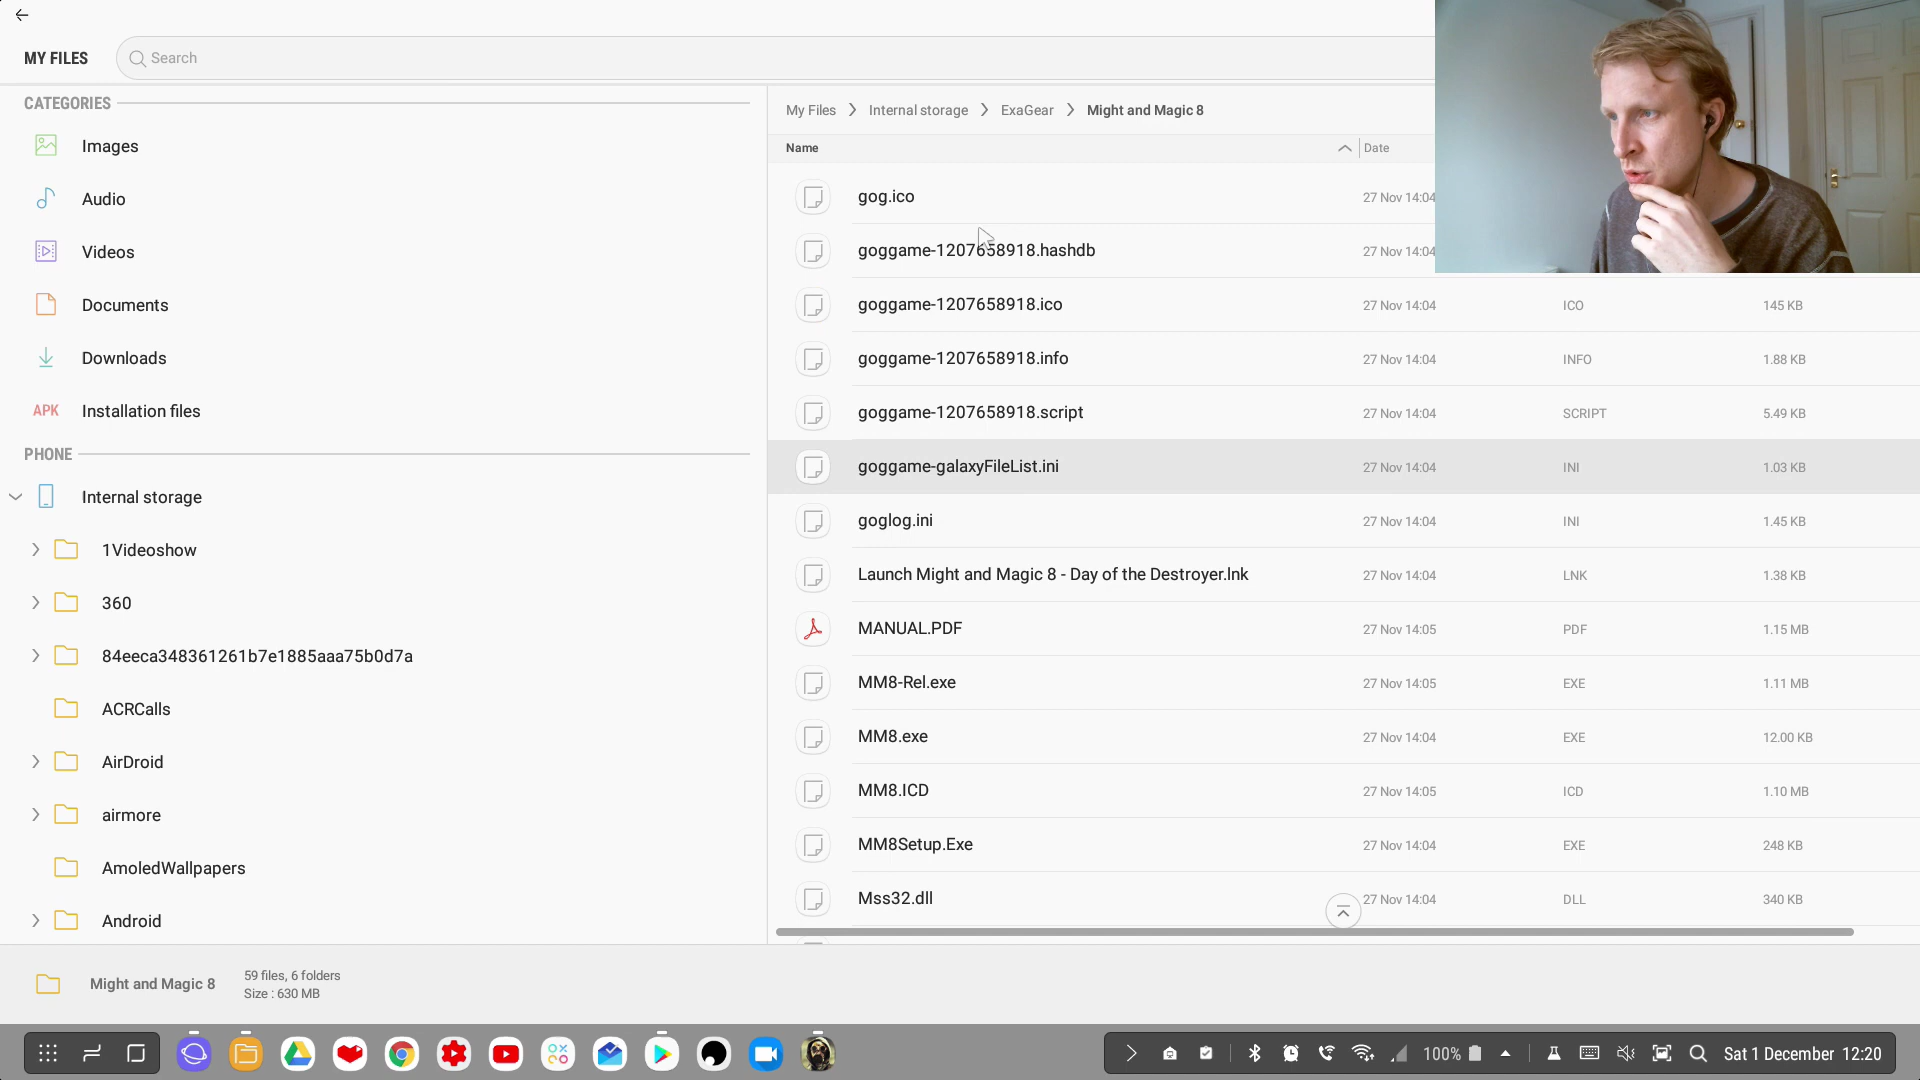 MY FILES
Search
CATEGORIES
Images
Audio
Videos
Documents
Downloads
APK Installation files
PHONE
Internal storage
1Videoshow
360
84eeca348361261b7e1885aaa75b0d7a
ACRCalls
AirDroid
airmore
AmoledWallpapers
Android
My Files Internal storage ExaGear Might and Magic 8
Name Date
gog.ico 27 Nov 14:04
goggame-1207658918.hashdb 27 Nov 14:04
goggame-1207658918.ico 27 Nov 14:04 ICO 145 KB
goggame-1207658918.info 27 Nov 14:04 INFO 1.88 KB
goggame-1207658918.script 27 Nov 14:04 SCRIPT 5.49 KB
goggame-galaxyFileList.ini 27 Nov 14:04 INI 1.03 KB
goglog.ini 27 Nov 14:04 INI 1.45 KB
Launch Might and Magic 8 - Day of the Destroyer.lnk 27 Nov 14:04 LNK 1.38 KB
MANUAL.PDF 27 Nov 14:05 PDF 1.15 MB
MM8-Rel.exe 27 Nov 14:05 EXE 1.11 MB
MM8.exe 27 Nov 14:04 EXE 12.00 KB
MM8.ICD 27 Nov 14:05 ICD 1.10 MB
MM8Setup.Exe 27 Nov 14:04 EXE 248 KB
Mss32.dll 27 Nov 14:04 DLL 340 KB
Might and Magic 8
59 files, 6 folders
Size : 630 MB
100% Sat 1 December 12:20